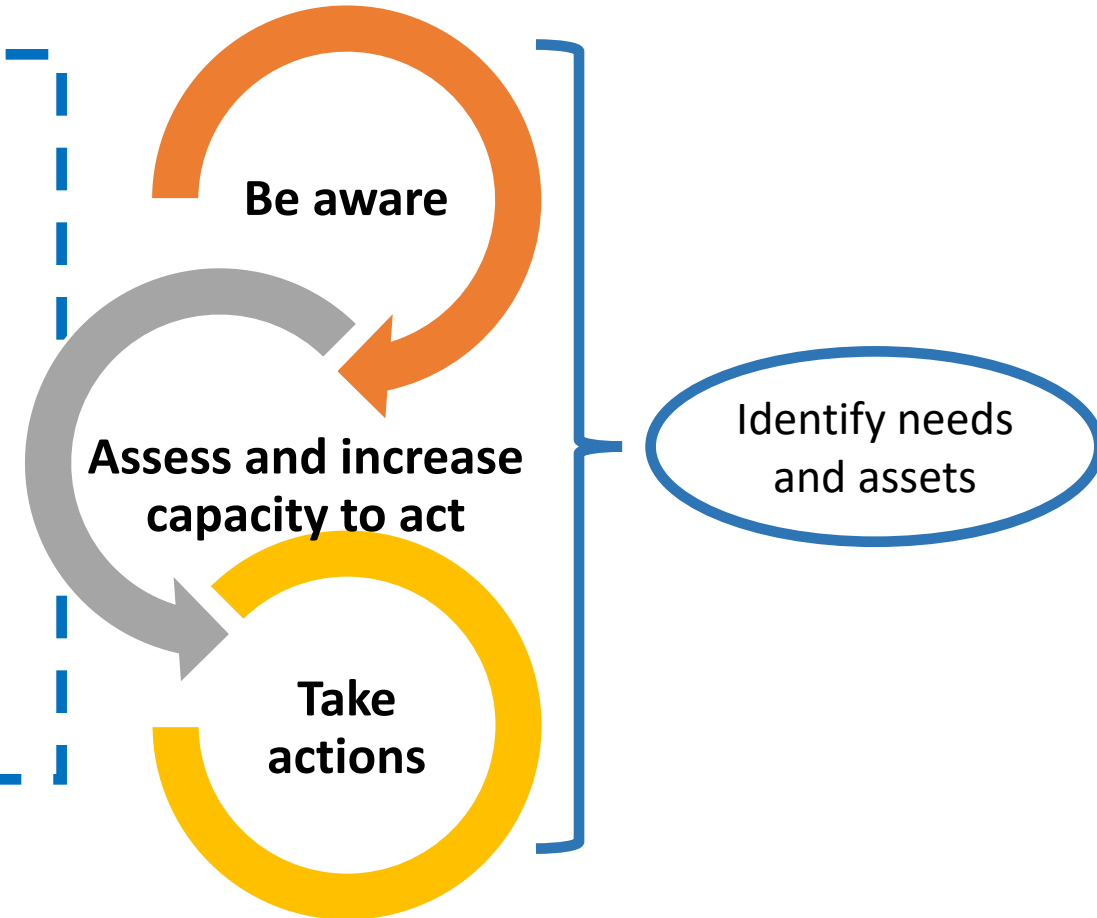 Be aware
Assess and increase
capacity to act
Take
actions
Identify needs
and assets